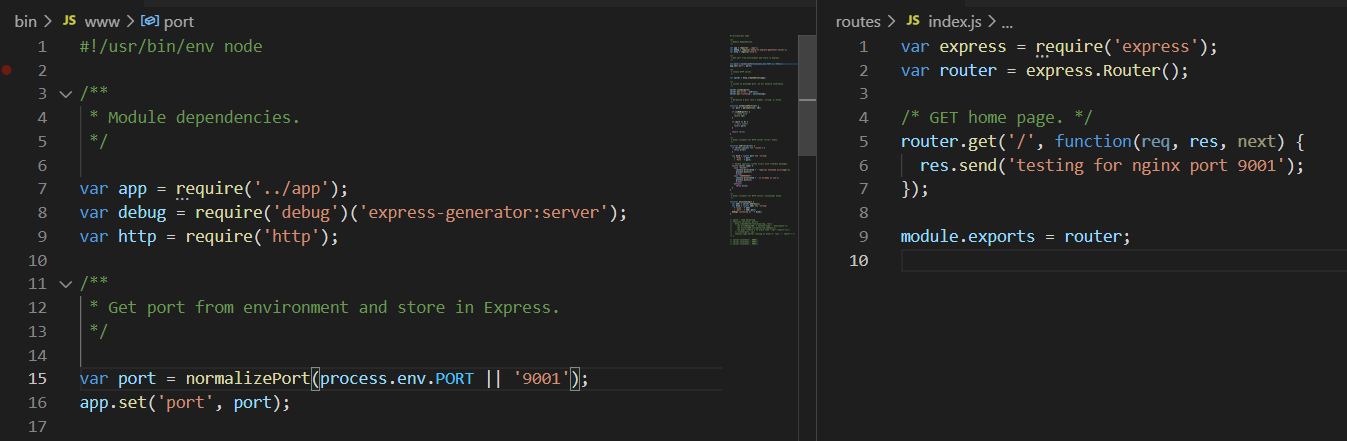 bin > JS www > port
1 #!/usr/bin/env node
2
3 /**
4 * Module dependencies.
5 */
6
7 var app = require('../app');
8 var debug = require('debug')('express-generator:server');
9 var http = require('http');
10
11 /**
12 * Get port from environment and store in Express.
13 */
14
15 var port = normalizePort(process.env.PORT || '9001');
16 app.set('port', port);
17
routes > JS index.js > ...
1 var express = require('express');
2 var router = express.Router();
3
4 /* GET home page. */
5 router.get('/', function(req, res, next) {
6 res.send('testing for nginx port 9001');
7 });
8
9 module.exports = router;
10